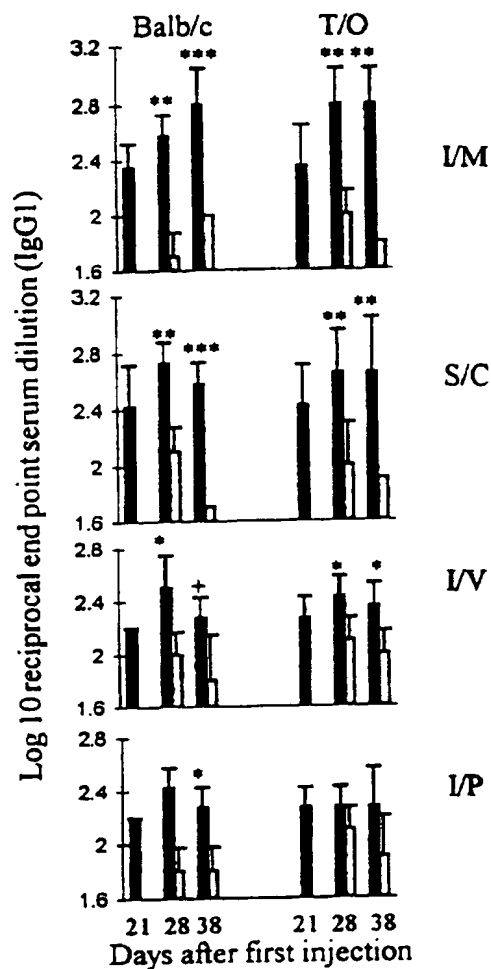 Balb/c T/O
3.2
** *** ** **
2.8
2.4
I/M
2
1.6
3.2
** *** ** **
2.8
S/C
2.4
2
1.6
2.8
* + * *
2.4
I/V
2
1.6
2.8
*
2.4
I/P
2
1.6
21 28 38 21 28 38
Days after first injection
Log 10 reciprocal end point serum dilution (IgG1)